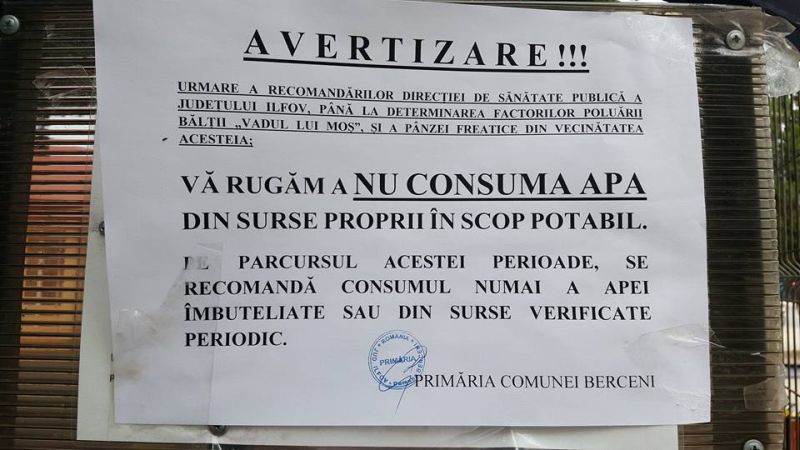 AVERTIZARE!!!
URMARE A RECOMANDĂRILOR DIRECȚIEI DE SĂNĂTATE PUBLICĂ A
JUDEȚULUI ILFOV, PÂNĂ LA DETERMINAREA FACTORILOR POLUĂRII
BĂLȚII „VADUL LUI MOȘ”, ȘI A PÂNZEI FREATICE DIN VECINĂTATEA
ACESTEIA;
VĂ RUGĂM A NU CONSUMA APA
DIN SURSE PROPRII ÎN SCOP POTABIL.
PE PARCURSUL ACESTEI PERIOADE, SE
RECOMANDĂ CONSUMUL NUMAI A APEI
ÎMBUTELIATE SAU DIN SURSE VERIFICATE
PERIODIC.
ROMANIA
PRIMĂRIA
PRIMĂRIA COMUNEI BERCENI